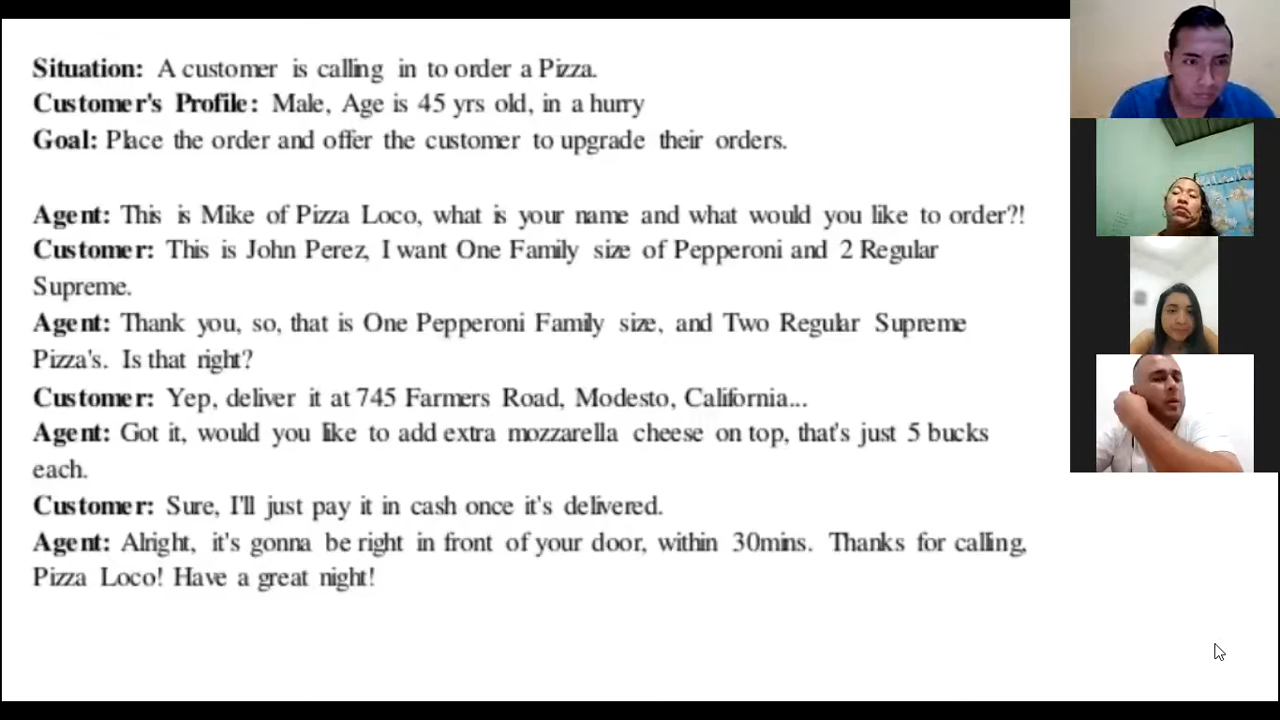 Situation: A customer is calling in to order a Pizza.
Customer's Profile: Male, Age is 45 yrs old, in a hurry
Goal: Place the order and offer the customer to upgrade their orders.
Agent: This is Mike of Pizza Loco, what is your name and what would you like to order?!
Customer: This is John Perez, I want One Family size of Pepperoni and 2 Regular
Supreme.
Agent: Thank you, so, that is One Pepperoni Family size, and Two Regular Supreme
Pizza's. Is that right?
Customer: Yep, deliver it at 745 Farmers Road, Modesto, California...
Agent: Got it, would you like to add extra mozzarella cheese on top, that's just 5 bucks
each.
Customer: Sure, I'll just pay it in cash once it's delivered.
Agent: Alright, it's gonna be right in front of your door, within 30mins. Thanks for calling,
Pizza Loco! Have a great night!